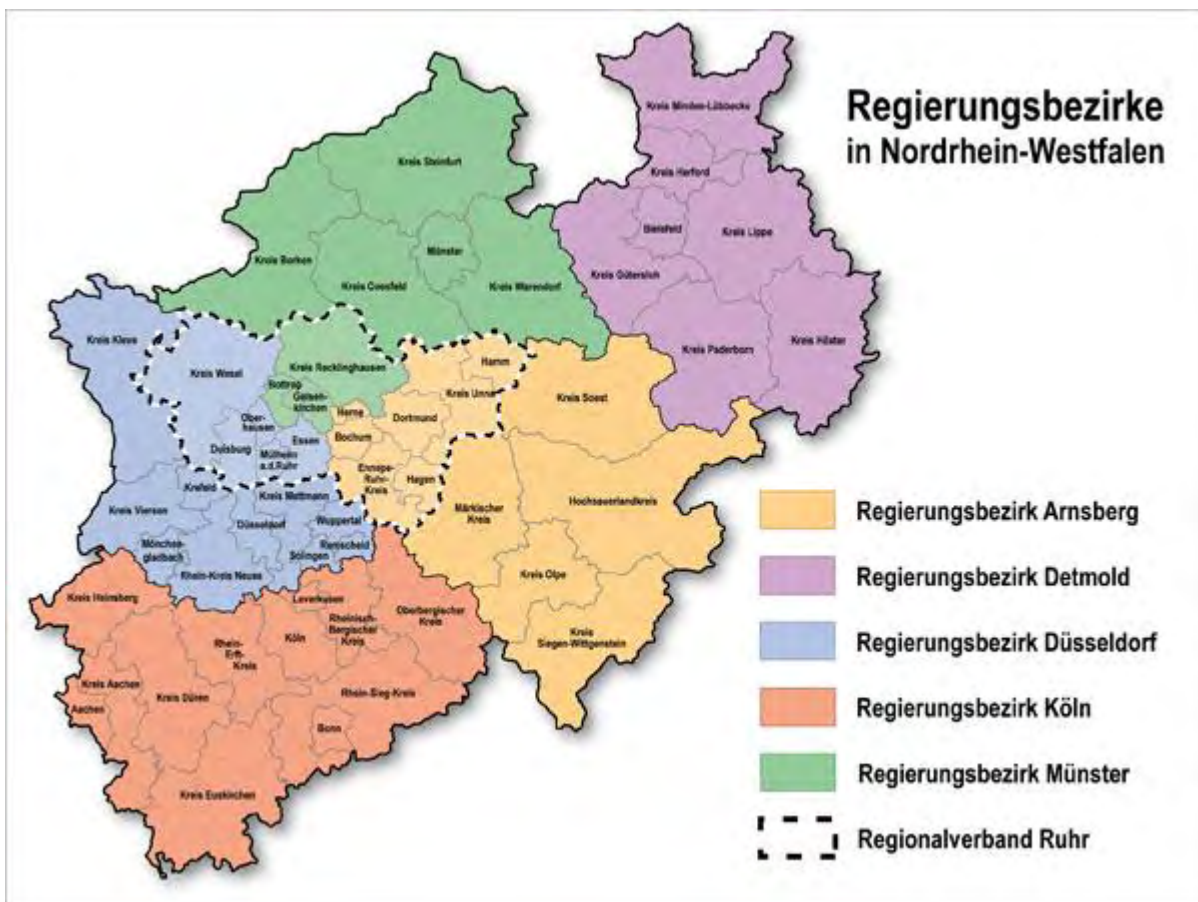 Regierungsbezirke
in Nordrhein-Westfalen
Kreis Minden-Lübbecke
Kreis Herford
Bielefeld
Kreis Lippe
Kreis Gütersloh
Kreis Paderborn
Kreis Höxter
Kreis Steinfurt
Münster
Kreis Borken
Kreis Coesfeld
Kreis Warendorf
Kreis Recklinghausen
Bottrop
Gelsen-
kirchen
Kreis Kleve
Kreis Wesel
Ober-
hausen
Essen
Duisburg
Mülheim
a.d.Ruhr
Krefeld
Kreis Mettmann
Kreis Viersen
Düsseldorf
Wuppertal
Mönchen-
gladbach
Remscheid
Solingen
Rhein-Kreis Neuss
Hamm
Kreis Unna
Herne
Dortmund
Bochum
Ennepe-
Ruhr-
Kreis
Hagen
Kreis Soest
Märkischer
Kreis
Hochsauerlandkreis
Kreis Olpe
Kreis
Siegen-Wittgenstein
Kreis Heinsberg
Leverkusen
Oberbergischer
Kreis
Rheinisch-
Bergischer
Kreis
Köln
Rhein-
Erft-
Kreis
Kreis Aachen
Aachen
Kreis Düren
Rhein-Sieg-Kreis
Bonn
Kreis Euskirchen
Regierungsbezirk Arnsberg
Regierungsbezirk Detmold
Regierungsbezirk Düsseldorf
Regierungsbezirk Köln
Regierungsbezirk Münster
Regionalverband Ruhr